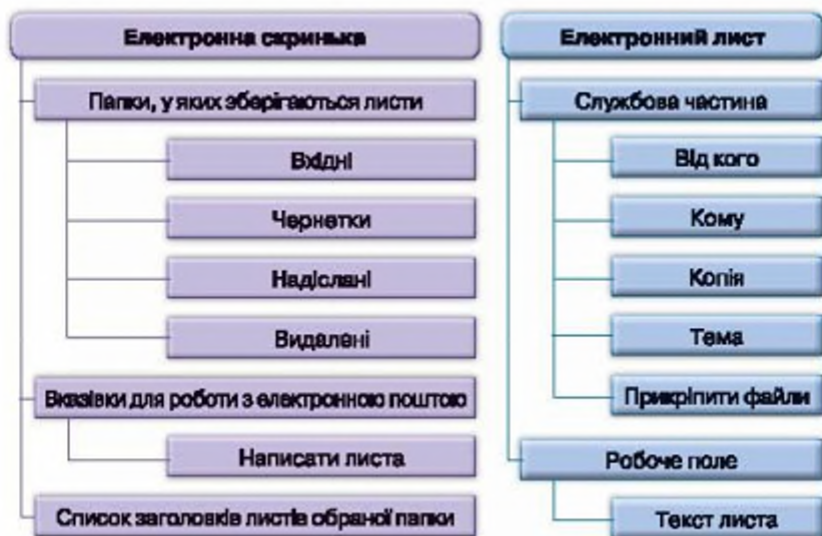 Електронна скринька
Папки, у яких зберігаються листи
Вхідні
Чернетки
Надіслані
Видалені
Вказівки для роботи з електронною поштою
Написати листа
Список заголовків листів обраної папки
Електронний лист
Службова частина
Від кого
Кому
Копія
Тема
Прикріпити файли
Робоче поле
Текст листа